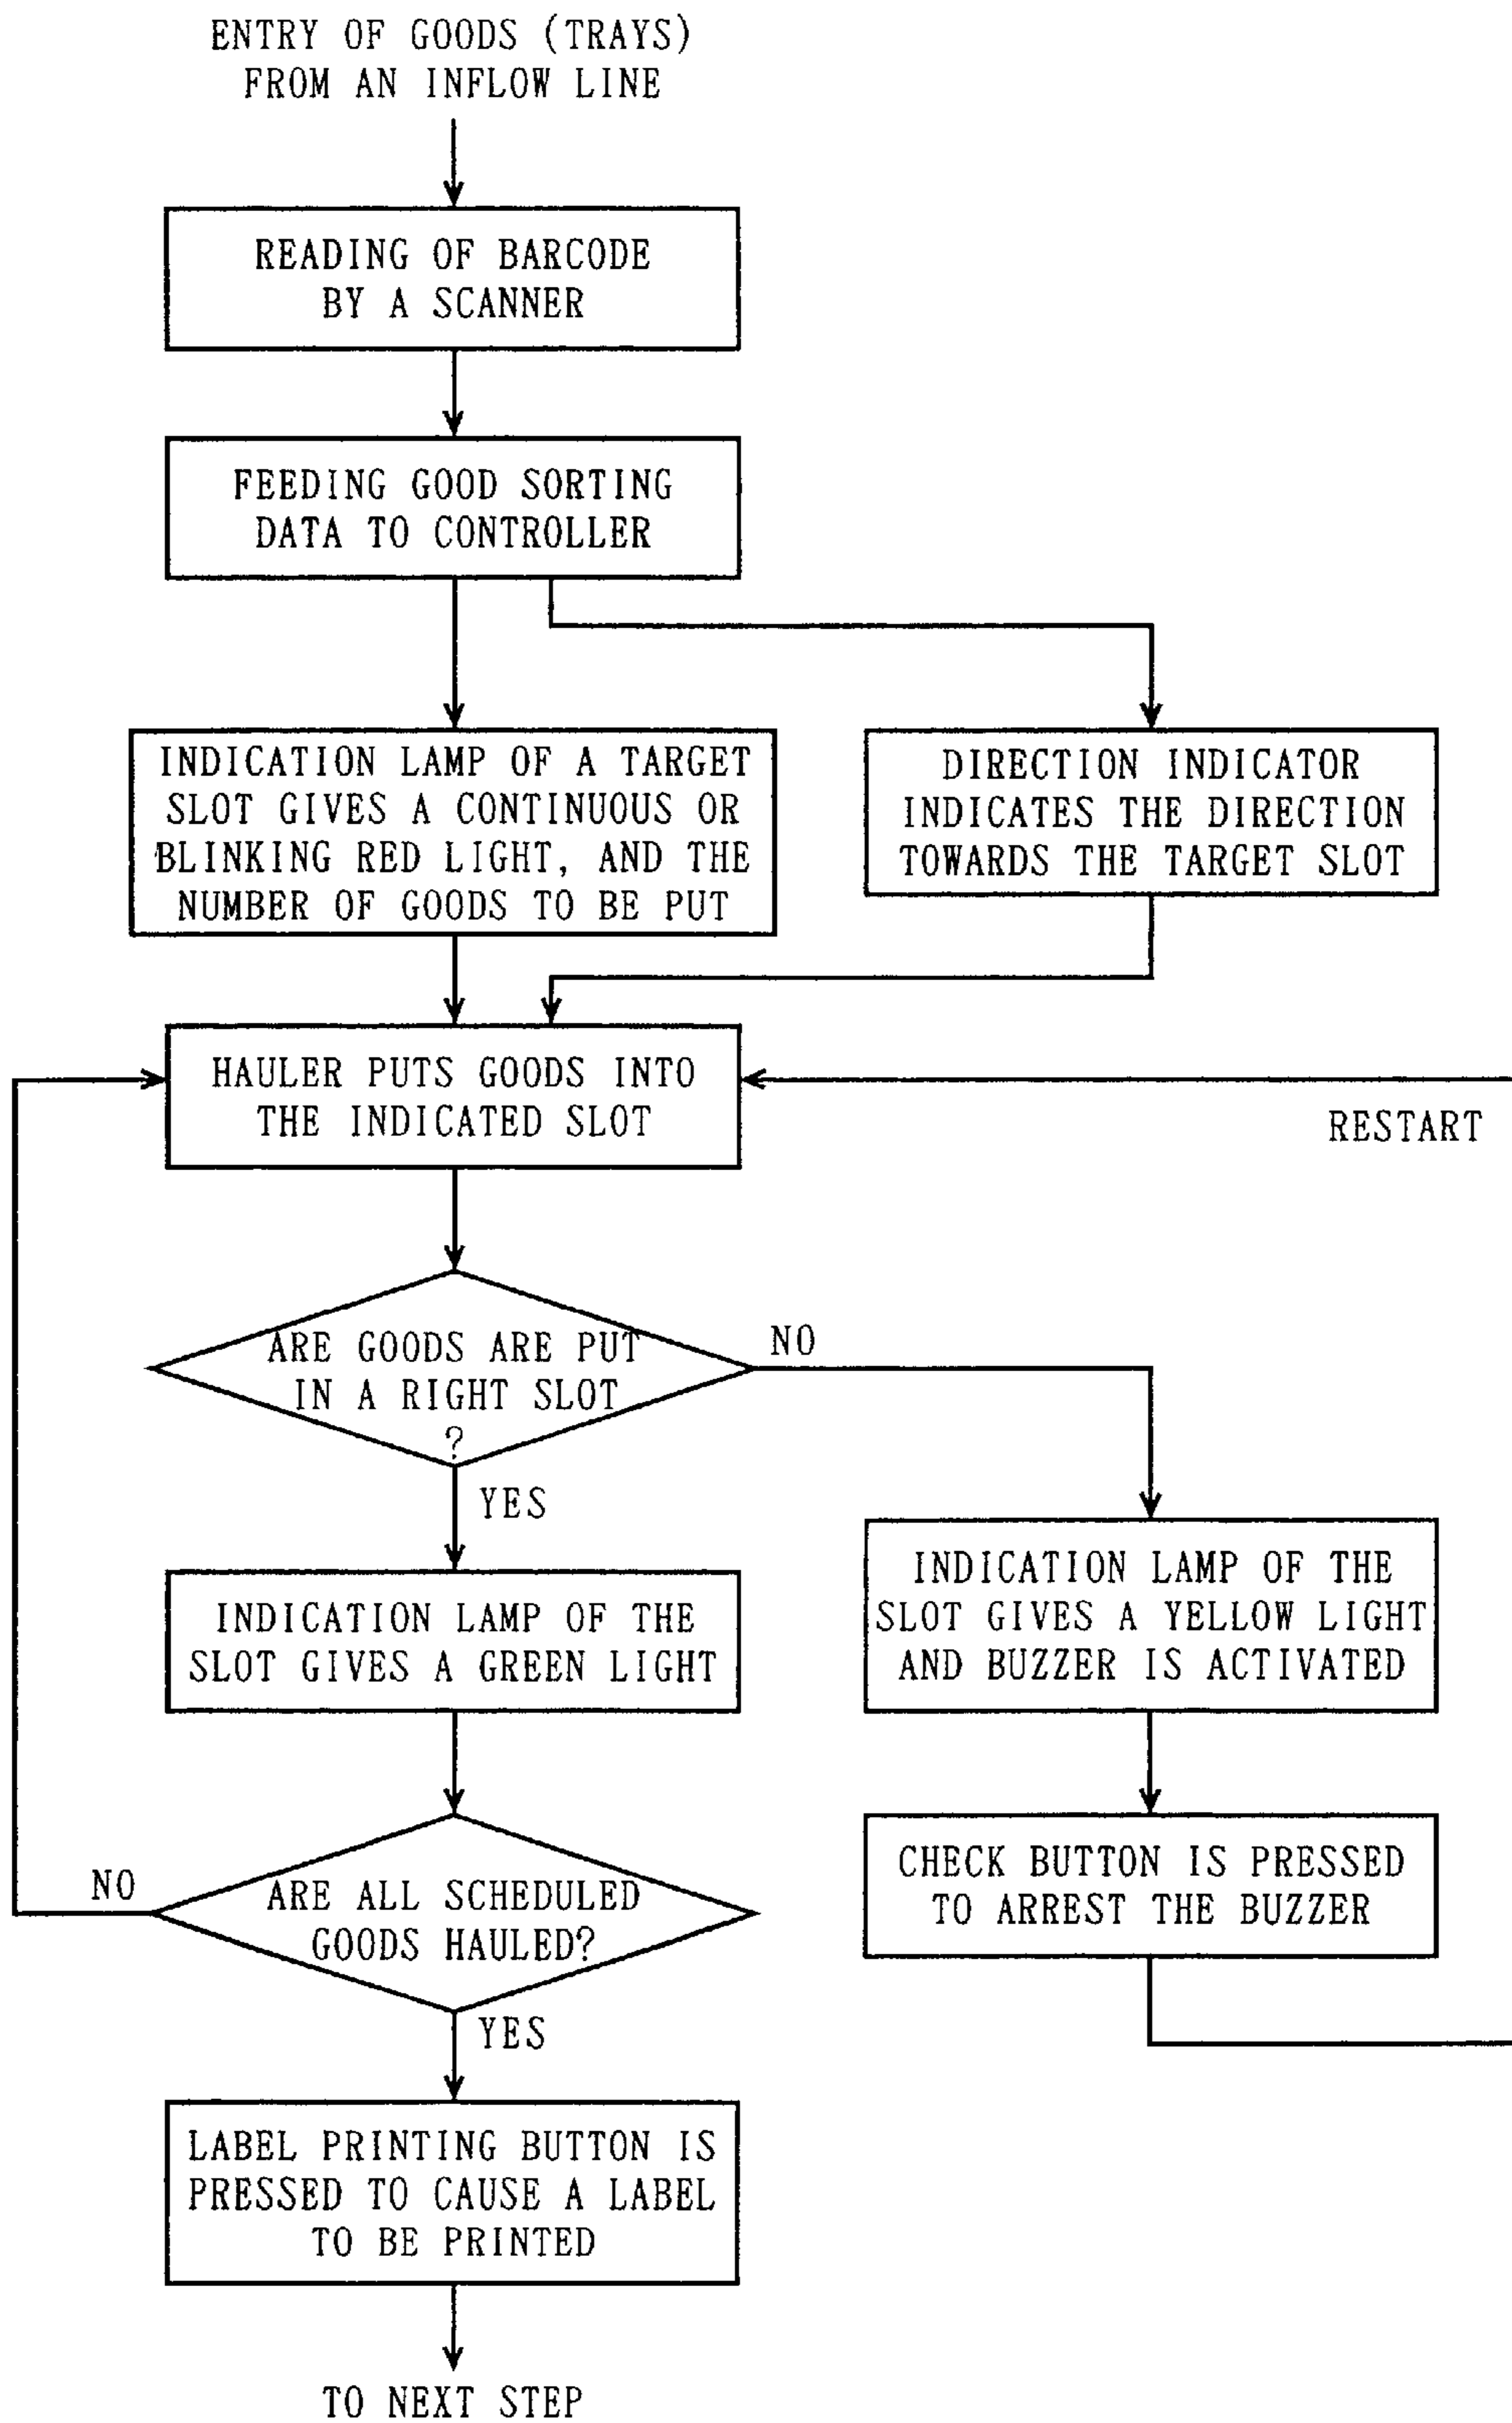 ENTRY OF GOODS (TRAYS)
FROM AN INFLOW LINE
READING OF BARCODE
BY A SCANNER
FEEDING GOOD SORTING
DATA TO CONTROLLER
INDICATION LAMP OF A TARGET
SLOT GIVES A CONTINUOUS OR
BLINKING RED LIGHT, AND THE
NUMBER OF GOODS TO BE PUT
DIRECTION INDICATOR
INDICATES THE DIRECTION
TOWARDS THE TARGET SLOT
HAULER PUTS GOODS INTO
THE INDICATED SLOT
RESTART
ARE GOODS ARE PUT
IN A RIGHT SLOT
?
NO
YES
INDICATION LAMP OF THE
SLOT GIVES A GREEN LIGHT
INDICATION LAMP OF THE
SLOT GIVES A YELLOW LIGHT
AND BUZZER IS ACTIVATED
CHECK BUTTON IS PRESSED
TO ARREST THE BUZZER
NO
ARE ALL SCHEDULED
GOODS HAULED?
YES
LABEL PRINTING BUTTON IS
PRESSED TO CAUSE A LABEL
TO BE PRINTED
TO NEXT STEP